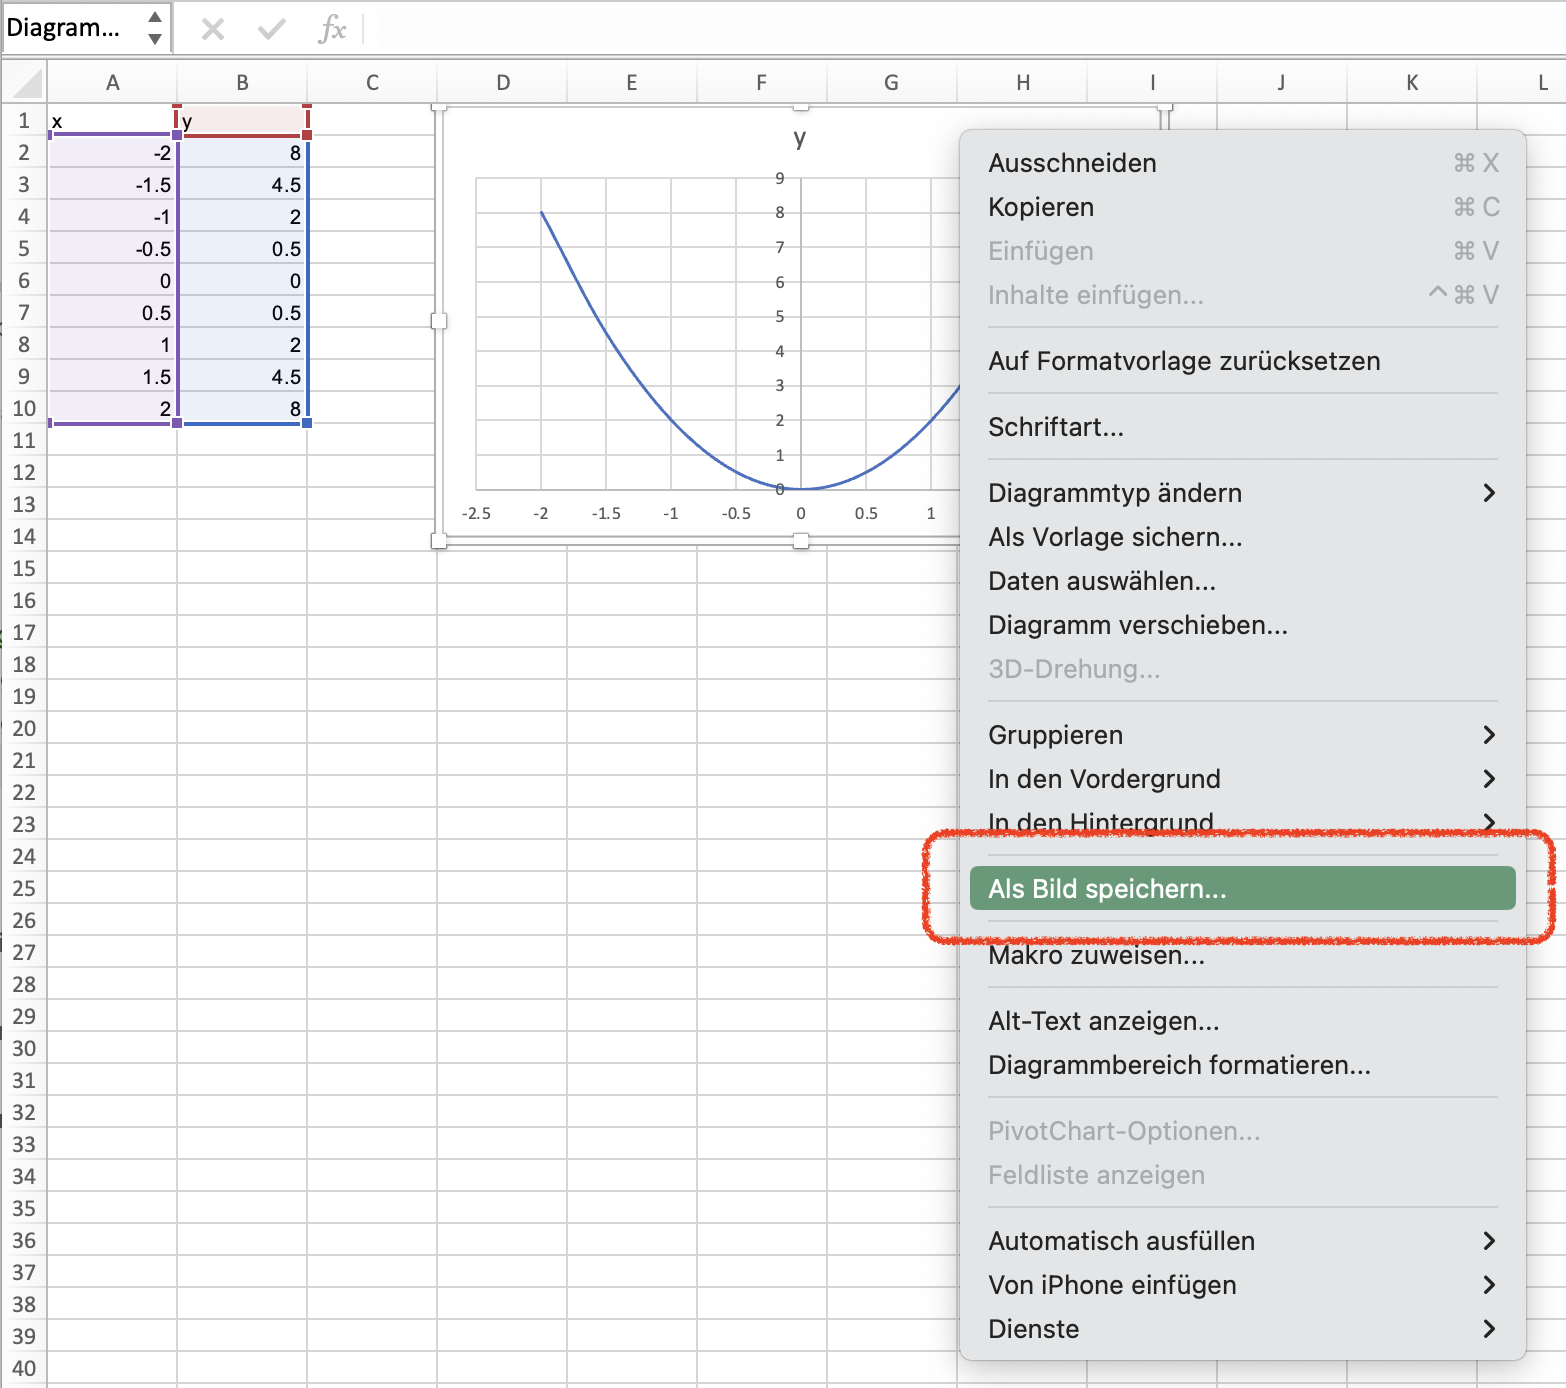 Diagram... fx
A B C D E F G H I J K L
1 x y
2 -2 8
3 -1.5 4.5
4 -1 2
5 -0.5 0.5
6 0 0
7 0.5 0.5
8 1 2
9 1.5 4.5
10 2 8
11
12
13
14
15
16
17
18
19
20
21
22
23
24
25
26
27
28
29
30
31
32
33
34
35
36
37
38
39
40
y
9
8
7
6
5
4
3
2
1
0
-2.5 -2 -1.5 -1 -0.5 0 0.5 1
Ausschneiden ⌘ X
Kopieren ⌘ C
Einfügen ⌘ V
Inhalte einfügen... ^ ⌘ V
Auf Formatvorlage zurücksetzen
Schriftart...
Diagrammtyp ändern
Als Vorlage sichern...
Daten auswählen...
Diagramm verschieben...
3D-Drehung...
Gruppieren
In den Vordergrund
In den Hintergrund
Als Bild speichern...
Makro zuweisen...
Alt-Text anzeigen...
Diagrammbereich formatieren...
PivotChart-Optionen...
Feldliste anzeigen
Automatisch ausfüllen
Von iPhone einfügen
Dienste